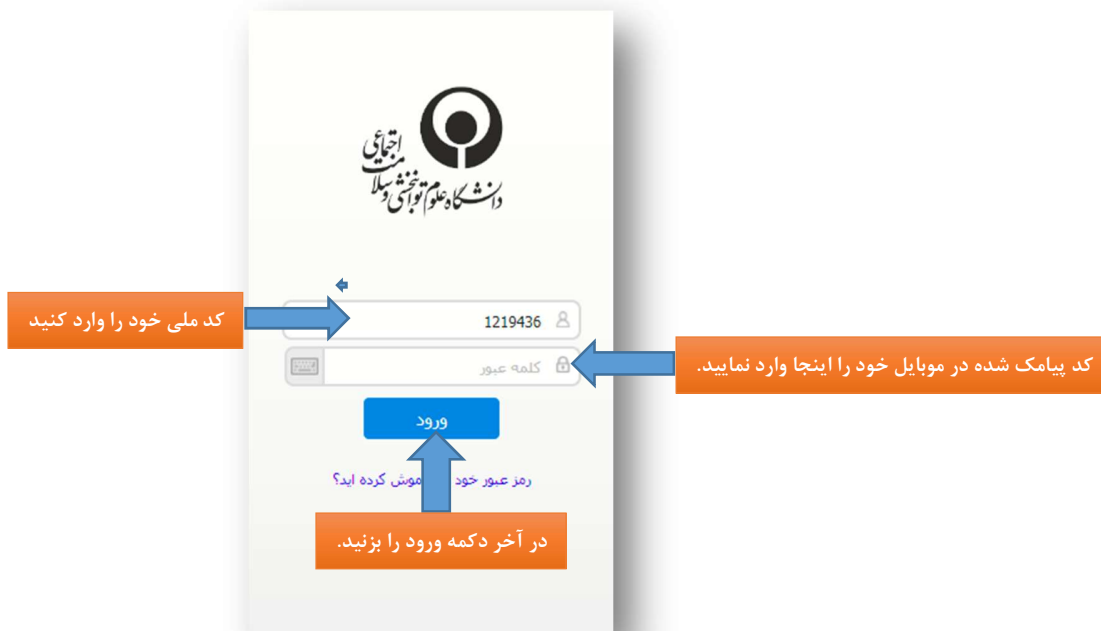 اجتماعی
دانشگاه علوم توانبخشی و سلامت
کد ملی خود را وارد کنید
1219436
کلمه عبور
کد پیامک شده در موبایل خود را اینجا وارد نمایید.
ورود
رمز عبور خود موش کرده اید؟
در آخر دکمه ورود را بزنید.